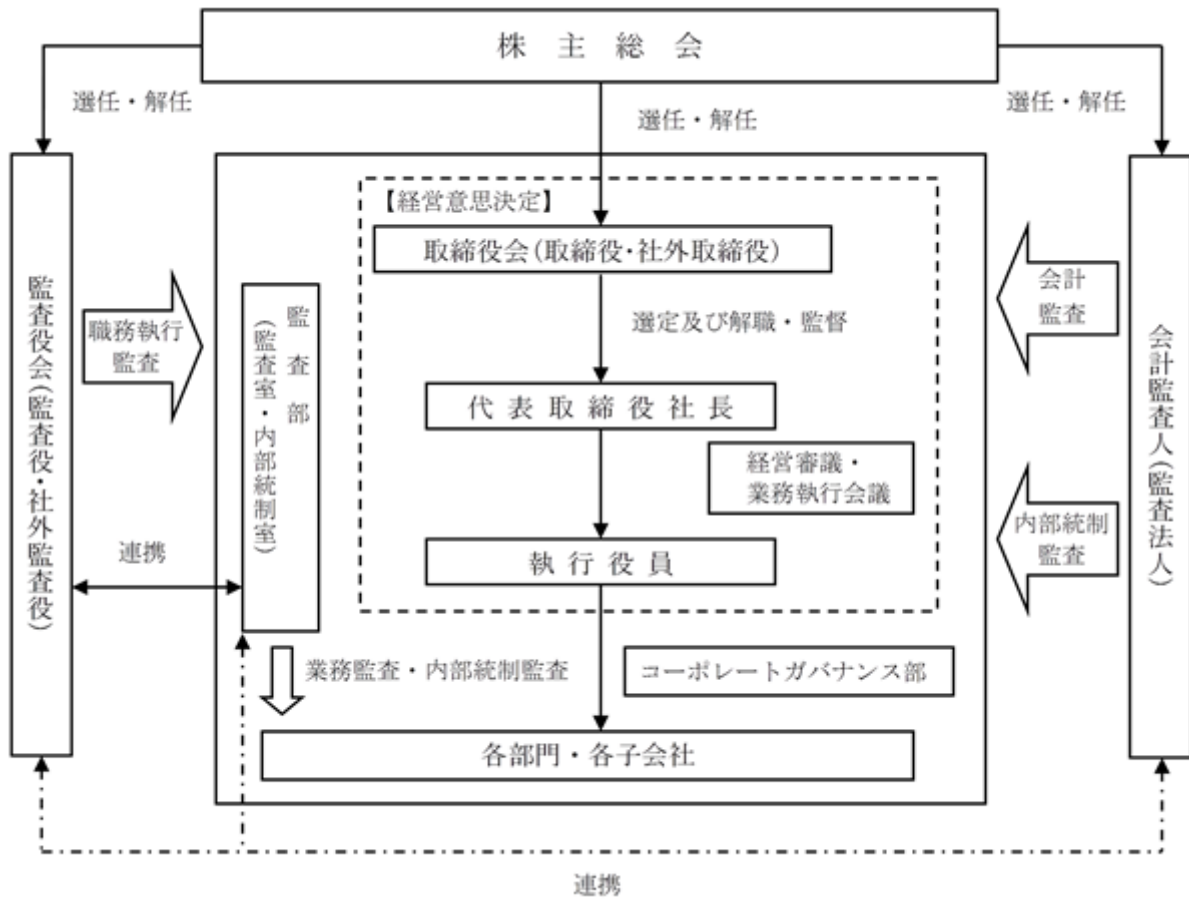 株主総会
選任・解任
選任・解任
選任・解任
【経営意思決定】
取締役会(取締役・社外取締役)
選定及び解職・監督
代表取締役社長
経営審議・
業務執行会議
執行役員
監査役会(監査役・社外監査役)
職務執行
監査
監査部
(監査室・内部統制室)
連携
会計
監査
内部統制
監査
会計監査人(監査法人)
業務監査・内部統制監査
コーポレートガバナンス部
各部門・各子会社
連携